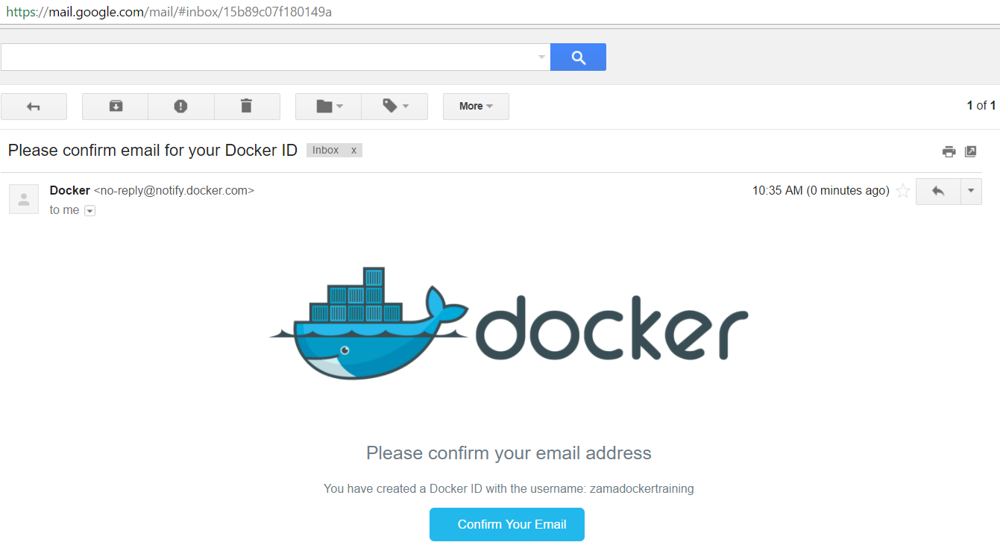 https://mail.google.com/mail/#inbox/15b89c07f180149a
More
1 of 1
Please confirm email for your Docker ID Inbox x
Docker <no-reply@notify.docker.com> 10:35 AM (0 minutes ago)
to me
docker
Please confirm your email address
You have created a Docker ID with the username: zamadockertraining
Confirm Your Email